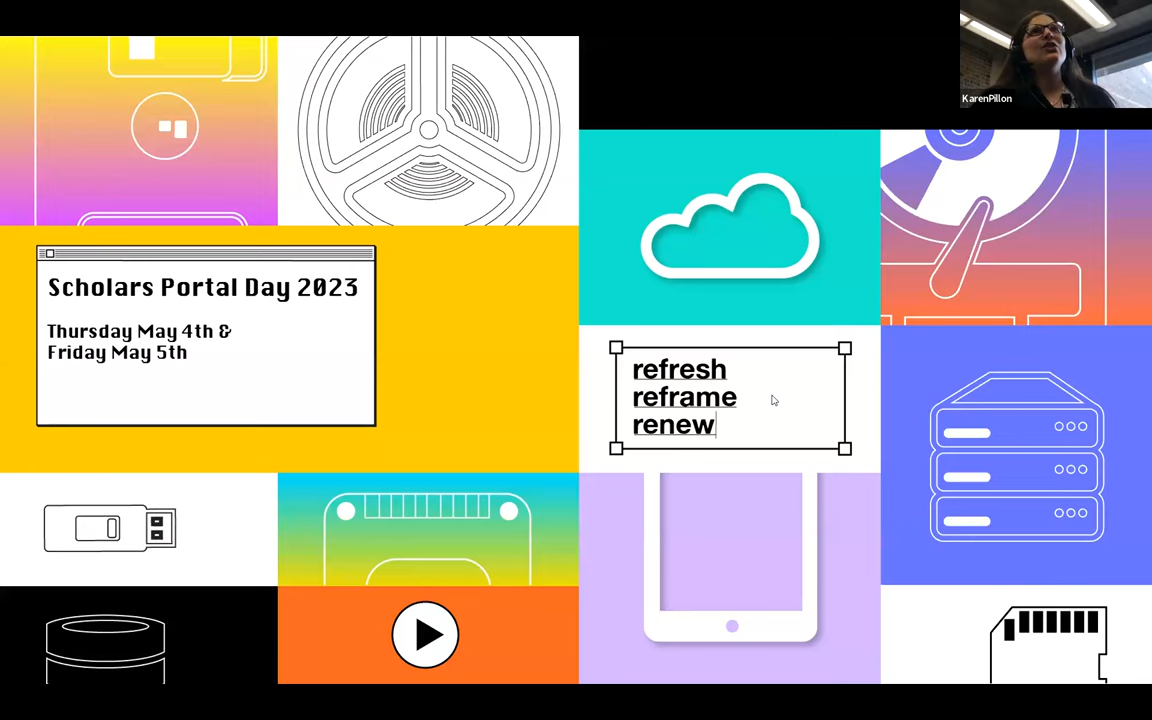 KarenPillon
Scholars Portal Day 2023
Thursday May 4th &
Friday May 5th
refresh
reframe
renew